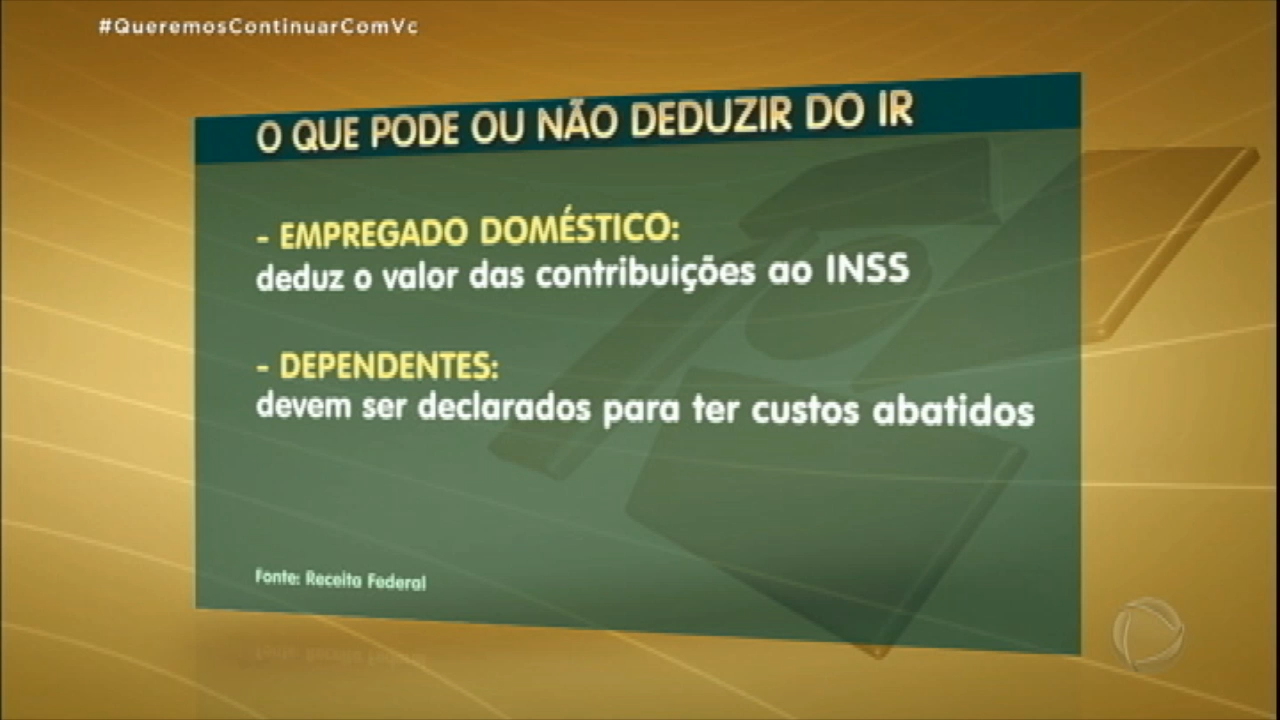 #QueremosContinuarComVc
O QUE PODE OU NÃO DEDUZIR DO IR
- EMPREGADO DOMÉSTICO:
deduz o valor das contribuições ao INSS
- DEPENDENTES:
devem ser declarados para ter custos abatidos
Fonte: Receita Federal